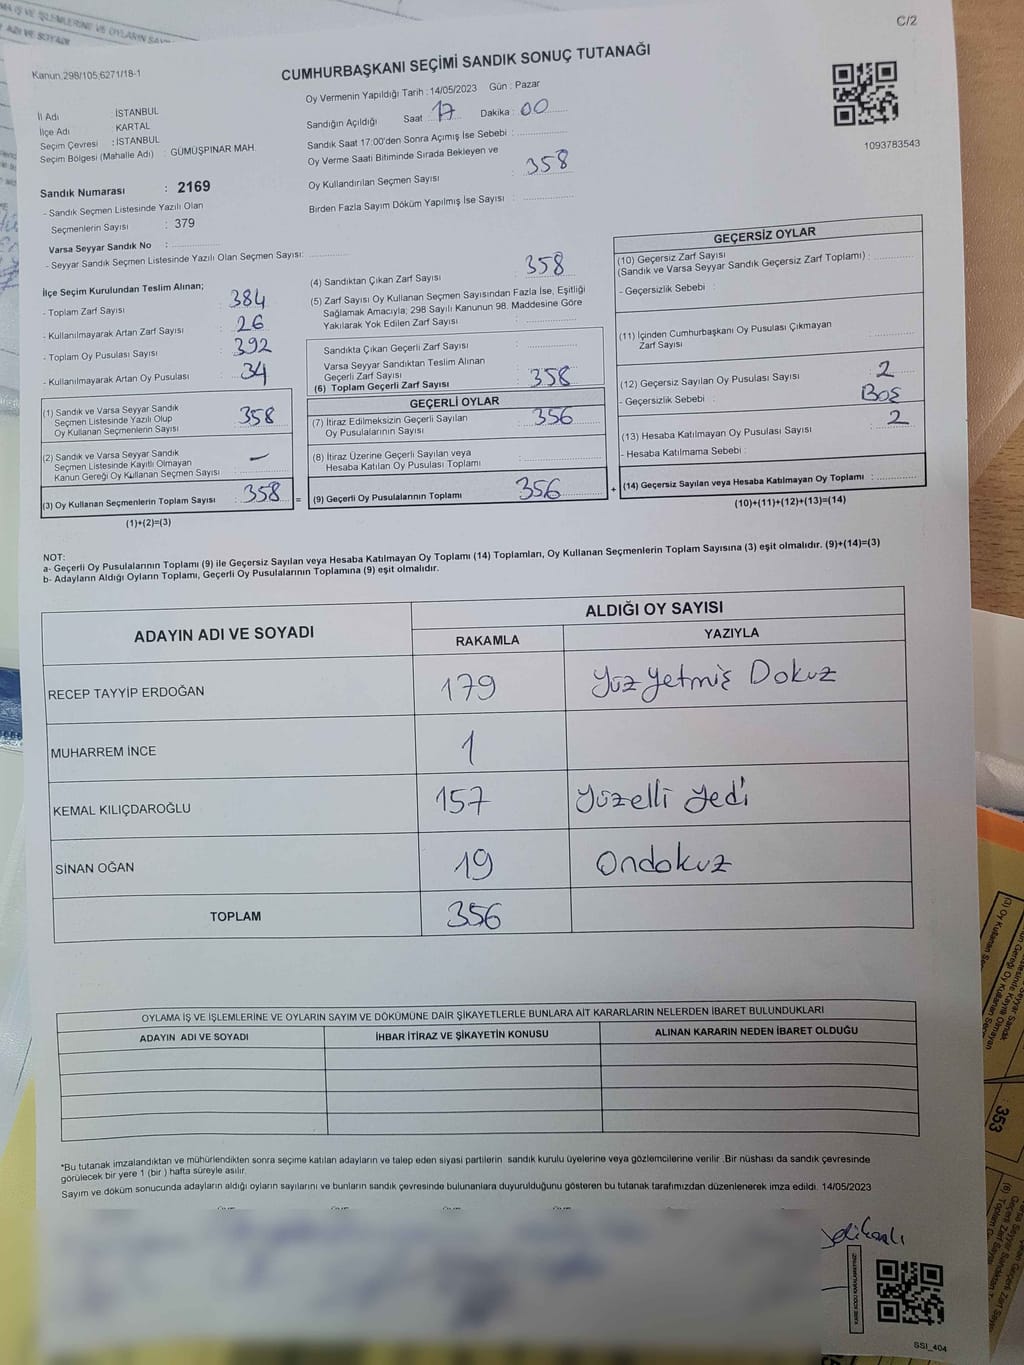 C/2
Kanun.298/105,6271/18-1
CUMHURBAŞKANI SEÇİMİ SANDIK SONUÇ TUTANAĞI
Oy Vermenin Yapıldığı Tarih : 14/05/2023 Gün : Pazar
İl Adı : İSTANBUL
İlçe Adı : KARTAL
Seçim Çevresi : İSTANBUL
Seçim Bölgesi (Mahalle Adı) : GÜMÜŞPINAR MAH
Sandığın Açıldığı Saat : 17 Dakika : 00
Sandık Saat 17:00'den Sonra Açımış İse Sebebi :
Oy Verme Saati Bitiminde Sırada Bekleyen ve
Oy Kullandırılan Seçmen Sayısı : 358
Birden Fazla Sayım Döküm Yapılmış İse Sayısı :
1093783543
Sandık Numarası : 2169
- Sandık Seçmen Listesinde Yazılı Olan
Seçmenlerin Sayısı : 379
Varsa Seyyar Sandık No :
- Seyyar Sandık Seçmen Listesinde Yazılı Olan Seçmen Sayısı:
İlçe Seçim Kurulundan Teslim Alınan;
- Toplam Zarf Sayısı : 384
- Kullanılmayarak Artan Zarf Sayısı : 26
- Toplam Oy Pusulası Sayısı : 392
- Kullanılmayarak Artan Oy Pusulası : 34
(1) Sandık ve Varsa Seyyar Sandık
Seçmen Listesinde Yazılı Olup
Oy Kullanan Seçmenlerin Sayısı : 358
(2) Sandık ve Varsa Seyyar Sandık
Seçmen Listesinde Kayıtlı Olmayan
Kanun Gereği Oy Kullanan Seçmen Sayısı : —
(3) Oy Kullanan Seçmenlerin Toplam Sayısı : 358
(1)+(2)=(3)
(4) Sandıktan Çıkan Zarf Sayısı : 358
(5) Zarf Sayısı Oy Kullanan Seçmen Sayısından Fazla İse, Eşitliği
Sağlamak Amacıyla; 298 Sayılı Kanunun 98. Maddesine Göre
Yakılarak Yok Edilen Zarf Sayısı :
Sandıkta Çıkan Geçerli Zarf Sayısı :
Varsa Seyyar Sandıktan Teslim Alınan
Geçerli Zarf Sayısı :
(6) Toplam Geçerli Zarf Sayısı : 358
GEÇERLİ OYLAR
(7) İtiraz Edilmeksizin Geçerli Sayılan
Oy Pusulalarının Sayısı : 356
(8) İtiraz Üzerine Geçerli Sayılan veya
Hesaba Katılan Oy Pusulası Toplamı :
= (9) Geçerli Oy Pusulalarının Toplamı : 356
GEÇERSİZ OYLAR
(10) Geçersiz Zarf Sayısı
(Sandık ve Varsa Seyyar Sandık Geçersiz Zarf Toplamı) :
- Geçersizlik Sebebi :
(11) İçinden Cumhurbaşkanı Oy Pusulası Çıkmayan
Zarf Sayısı :
(12) Geçersiz Sayılan Oy Pusulası Sayısı : 2
- Geçersizlik Sebebi : Boş
(13) Hesaba Katılmayan Oy Pusulası Sayısı : 2
- Hesaba Katılmama Sebebi :
+ (14) Geçersiz Sayılan veya Hesaba Katılmayan Oy Toplamı :
(10)+(11)+(12)+(13)=(14)
NOT:
a- Geçerli Oy Pusulalarının Toplamı (9) ile Geçersiz Sayılan veya Hesaba Katılmayan Oy Toplamı (14) Toplamları, Oy Kullanan Seçmenlerin Toplam Sayısına (3) eşit olmalıdır. (9)+(14)=(3)
b- Adayların Aldığı Oyların Toplamı, Geçerli Oy Pusulalarının Toplamına (9) eşit olmalıdır.
ADAYIN ADI VE SOYADI
ALDIĞI OY SAYISI
RAKAMLA YAZIYLA
RECEP TAYYİP ERDOĞAN 179 Yüz Yetmiş Dokuz
MUHARREM İNCE 1
KEMAL KILIÇDAROĞLU 157 Yüzelli Yedi
SİNAN OĞAN 19 Ondokuz
TOPLAM 356
OYLAMA İŞ VE İŞLEMLERİNE VE OYLARIN SAYIM VE DÖKÜMÜNE DAİR ŞİKAYETLERLE BUNLARA AİT KARARLARIN NELERDEN İBARET BULUNDUKLARI
ADAYIN ADI VE SOYADI İHBAR İTİRAZ VE ŞİKAYETİN KONUSU ALINAN KARARIN NEDEN İBARET OLDUĞU
*Bu tutanak imzalandıktan ve mühürlendikten sonra seçime katılan adayların ve talep eden siyasi partilerin sandık kurulu üyelerine veya gözlemcilerine verilir .Bir nüshası da sandık çevresinde
görülecek bir yere 1 (bir ) hafta süreyle asılır.
Sayım ve döküm sonucunda adayların aldığı oyların sayılarını ve bunların sandık çevresinde bulunanlara duyurulduğunu gösteren bu tutanak tarafımızdan düzenlenerek imza edildi. 14/05/2023
SSI_404
353